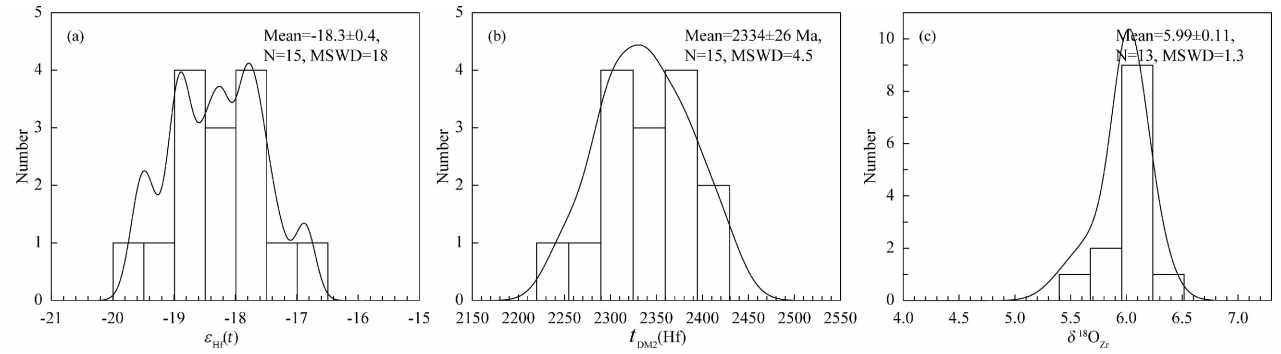 (a)
Mean=-18.3±0.4,
N=15, MSWD=18
Number
5
4
3
2
1
0
-21 -20 -19 -18 -17 -16 -15
εHf(t)
(b)
Mean=2334±26 Ma,
N=15, MSWD=4.5
Number
5
4
3
2
1
0
2150 2200 2250 2300 2350 2400 2450 2500 2550
tDM2(Hf)
(c)
Mean=5.99±0.11,
N=13, MSWD=1.3
Number
10
8
6
4
2
0
4.0 4.5 5.0 5.5 6.0 6.5 7.0
δ18OZr